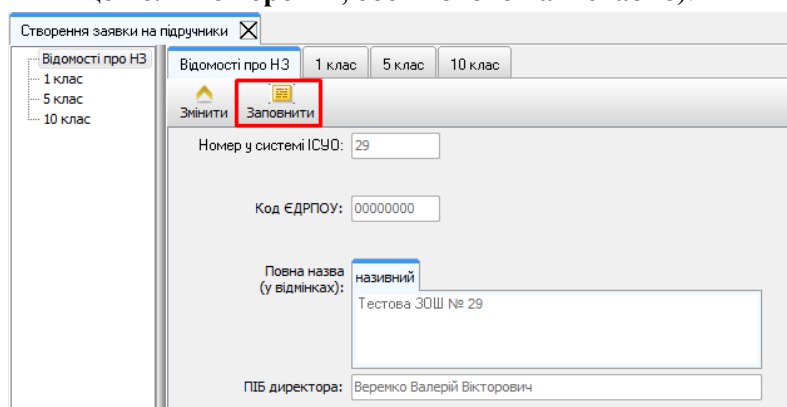 Створення заявки на підручники
Відомості про НЗ
1 клас
5 клас
10 клас
Відомості про НЗ 1 клас 5 клас 10 клас
Змінити Заповнити
Номер у системі ІСУО: 29
Код ЄДРПОУ: 00000000
Повна назва
(у відмінках):
називний
Тестова ЗОШ № 29
ПІБ директора: Веремко Валерій Вікторович